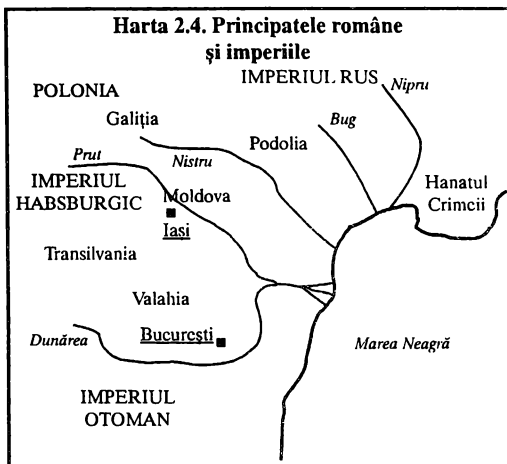 Harta 2.4. Principatele române
și imperiile
IMPERIUL RUS
Nipru
POLONIA
Galiția
Bug
Podolia
Prut
Nistru
IMPERIUL
HABSBURGIC
Moldova
Hanatul
Crimeii
Iași
Transilvania
Valahia
Dunărea
București
Marea Neagră
IMPERIUL
OTOMAN